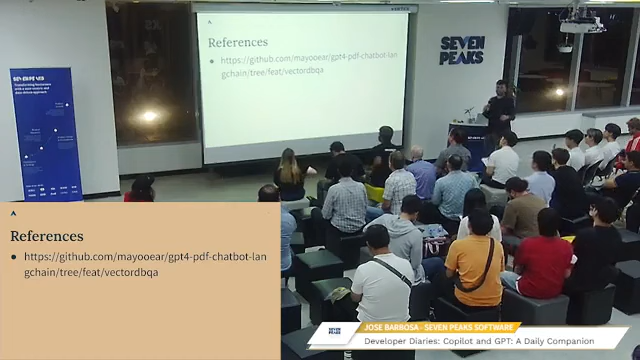 References
https://github.com/mayooear/gpt4-pdf-chatbot-lan
gchain/tree/feat/vectordbqa
SEVEN
PEAKS
References
https://github.com/mayooear/gpt4-pdf-chatbot-lan
gchain/tree/feat/vectordbqa
SEVEN
PEAKS
JOSE BARBOSA - SEVEN PEAKS SOFTWARE
Developer Diaries: Copilot and GPT: A Daily Companion